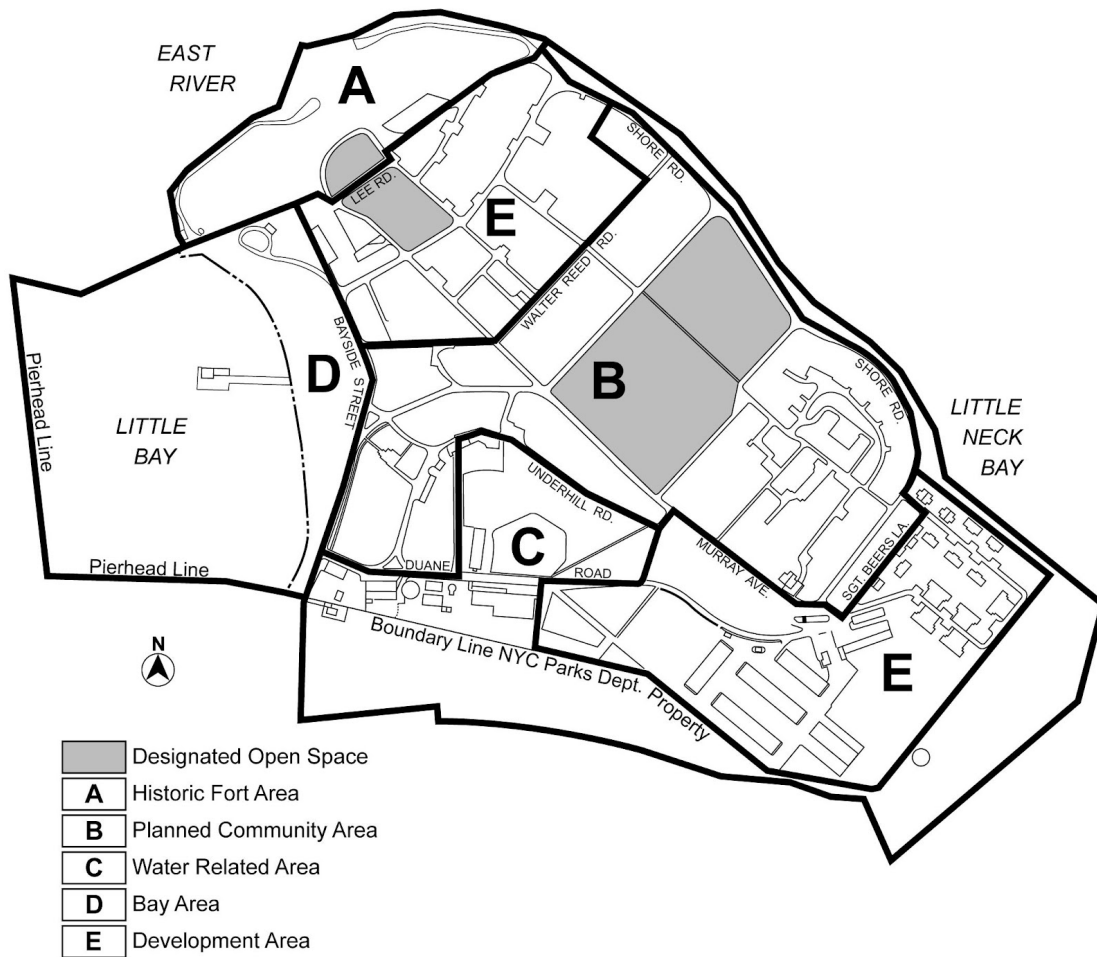 EAST
RIVER
A
SHORE
RD.
LEE RD.
E
WALTER REED
RD.
BAYSIDE STREET
D
B
Pierhead Line
LITTLE
BAY
SHORE RD.
LITTLE
NECK
BAY
UNDERHILL RD.
C
Pierhead Line
DUANE
ROAD
MURRAY AVE.
SGT. BEERS LA.
Boundary Line NYC Parks Dept. Property
E
N
Designated Open Space
A Historic Fort Area
B Planned Community Area
C Water Related Area
D Bay Area
E Development Area